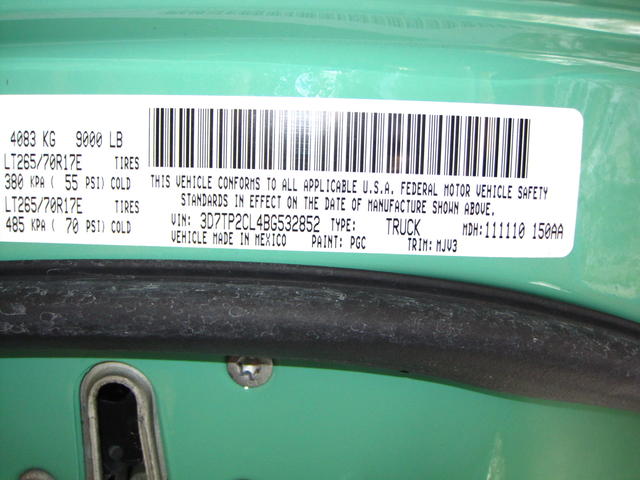 4083 KG 9000 LB
LT265/70R17E TIRES
380 KPA ( 55 PSI) COLD
LT265/70R17E TIRES
485 KPA ( 70 PSI) COLD
THIS VEHICLE CONFORMS TO ALL APPLICABLE U.S.A. FEDERAL MOTOR VEHICLE SAFETY
STANDARDS IN EFFECT ON THE DATE OF MANUFACTURE SHOWN ABOVE.
VIN: 3D7TP2CL4BG532852 TYPE: TRUCK MDH: 111110 150AA
VEHICLE MADE IN MEXICO PAINT: PGC TRIM: MJV3